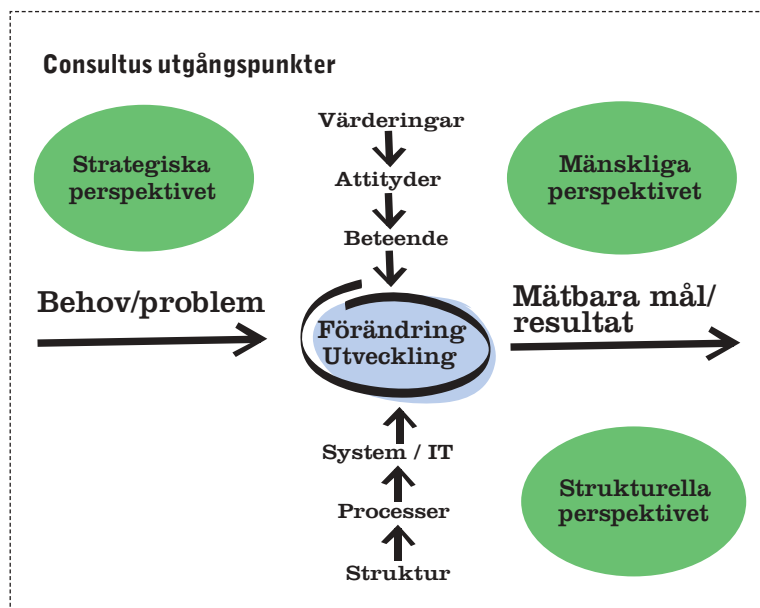 Consultus utgångspunkter
Strategiska
perspektivet
Värderingar
Attityder
Beteende
Mänskliga
perspektivet
Behov/problem
Förändring
Utveckling
Mätbara mål/
resultat
System / IT
Processer
Struktur
Strukturella
perspektivet